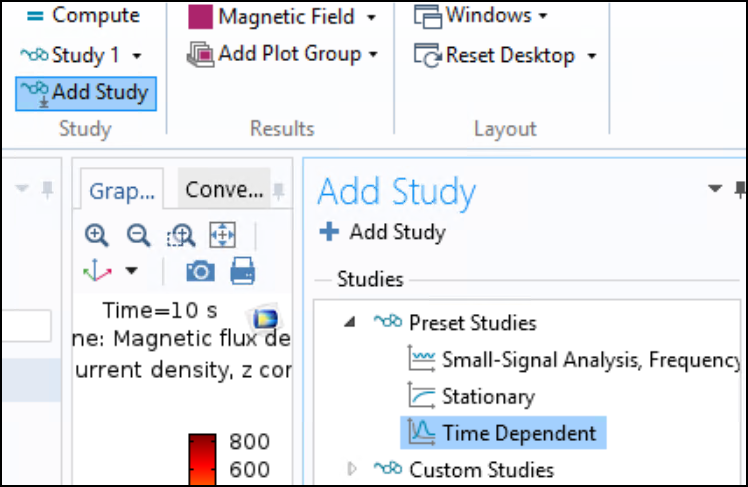 Compute
Study 1
Add Study
Study
Magnetic Field
Add Plot Group
Results
Windows
Reset Desktop
Layout
Grap...
Conve...
Time=10 s
ne: Magnetic flux de
urrent density, z cor
800
600
Add Study
Add Study
Studies
Preset Studies
Small-Signal Analysis, Frequency
Stationary
Time Dependent
Custom Studies